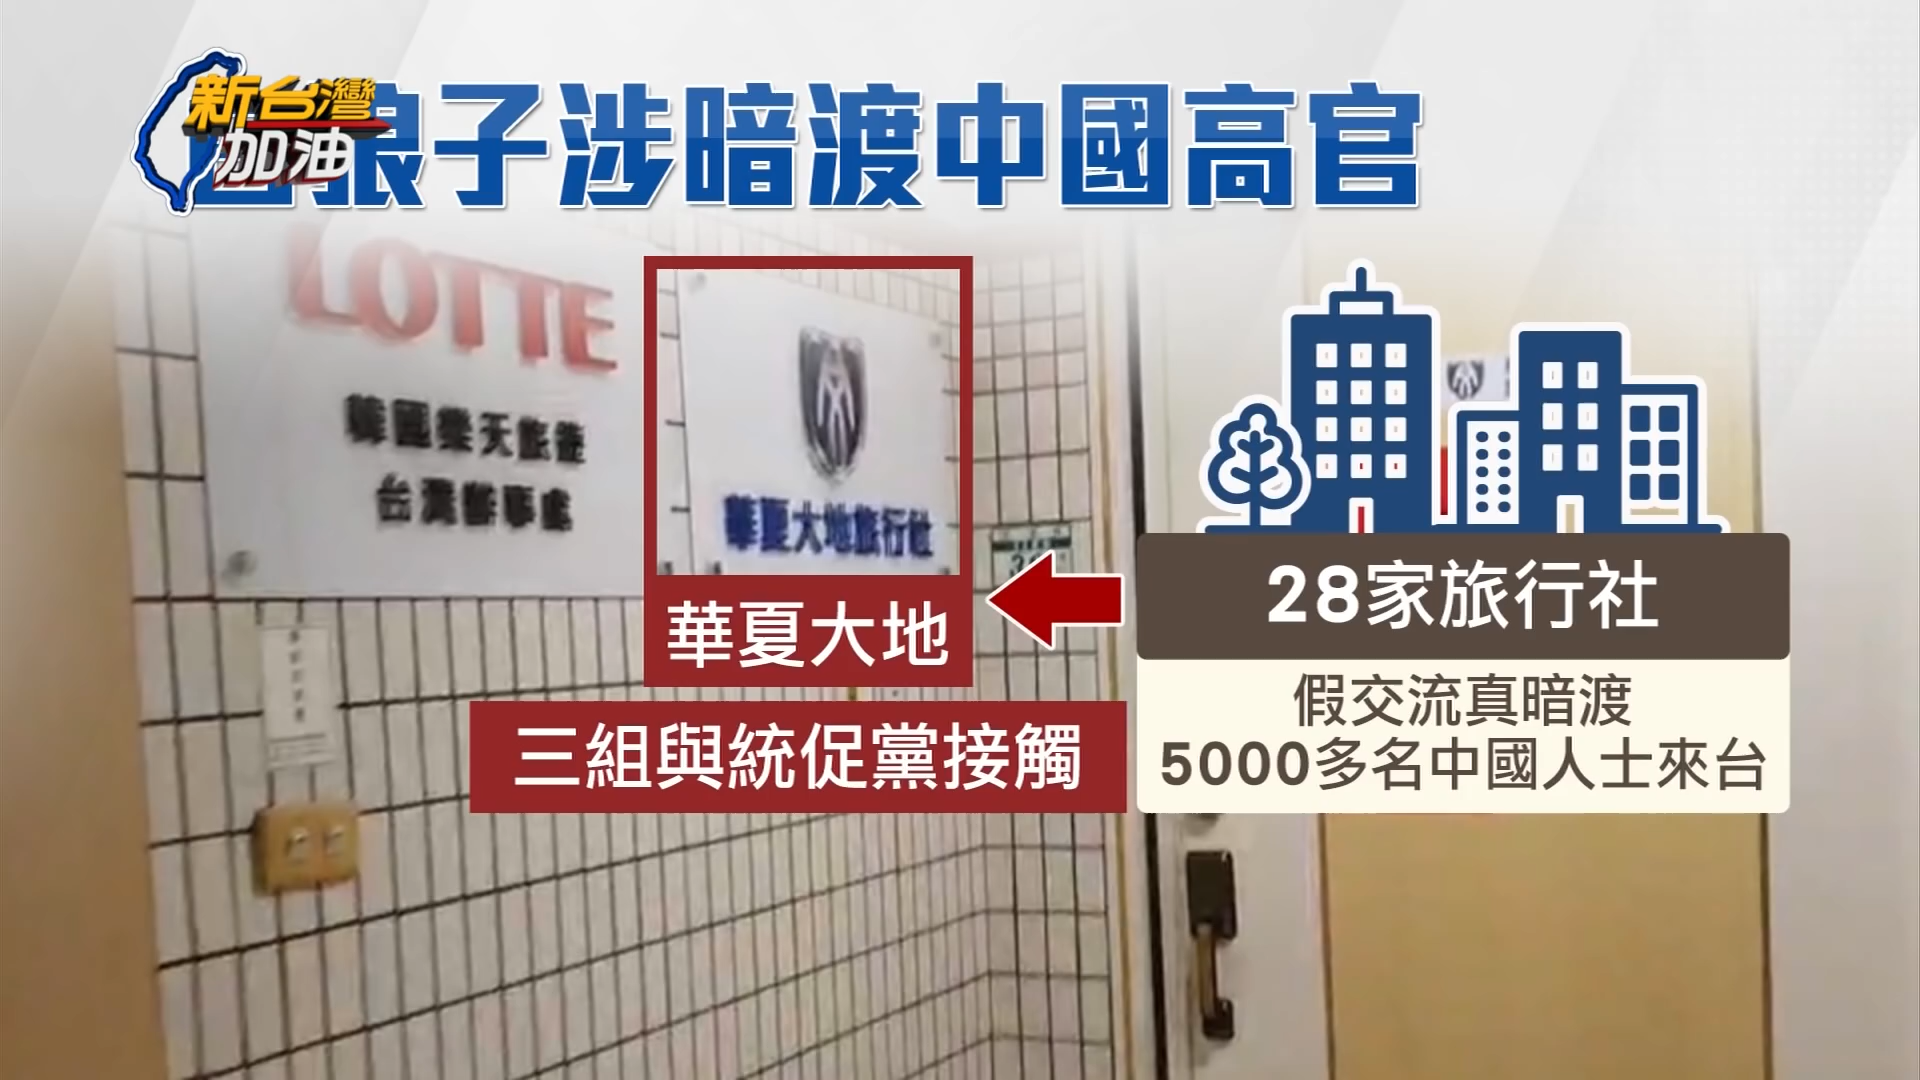 新台灣
加油
狼子涉暗渡中國高官
LOTTE
韓國樂天旅遊
台灣辦事處
華夏大地旅行社
華夏大地
三組與統促黨接觸
28家旅行社
假交流真暗渡
5000多名中國人士來台